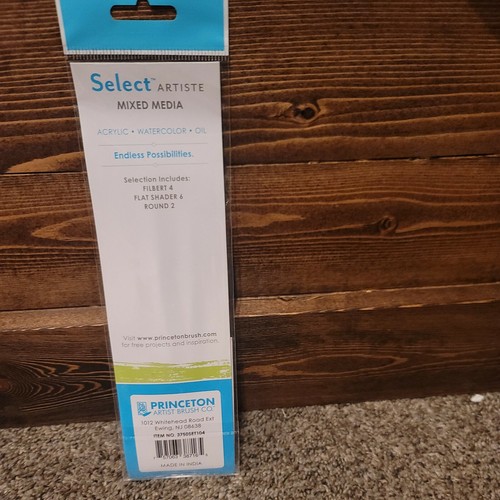 Select™ ARTISTE
MIXED MEDIA
ACRYLIC • WATERCOLOR • OIL
Endless Possibilities.
Selection Includes:
FILBERT 4
FLAT SHADER 6
ROUND 2
Visit www.princetonbrush.com
for free projects and inspiration.
PRINCETON
ARTIST BRUSH CO.
1012 Whitehead Road Ext
Ewing, NJ 08638
MADE IN INDIA